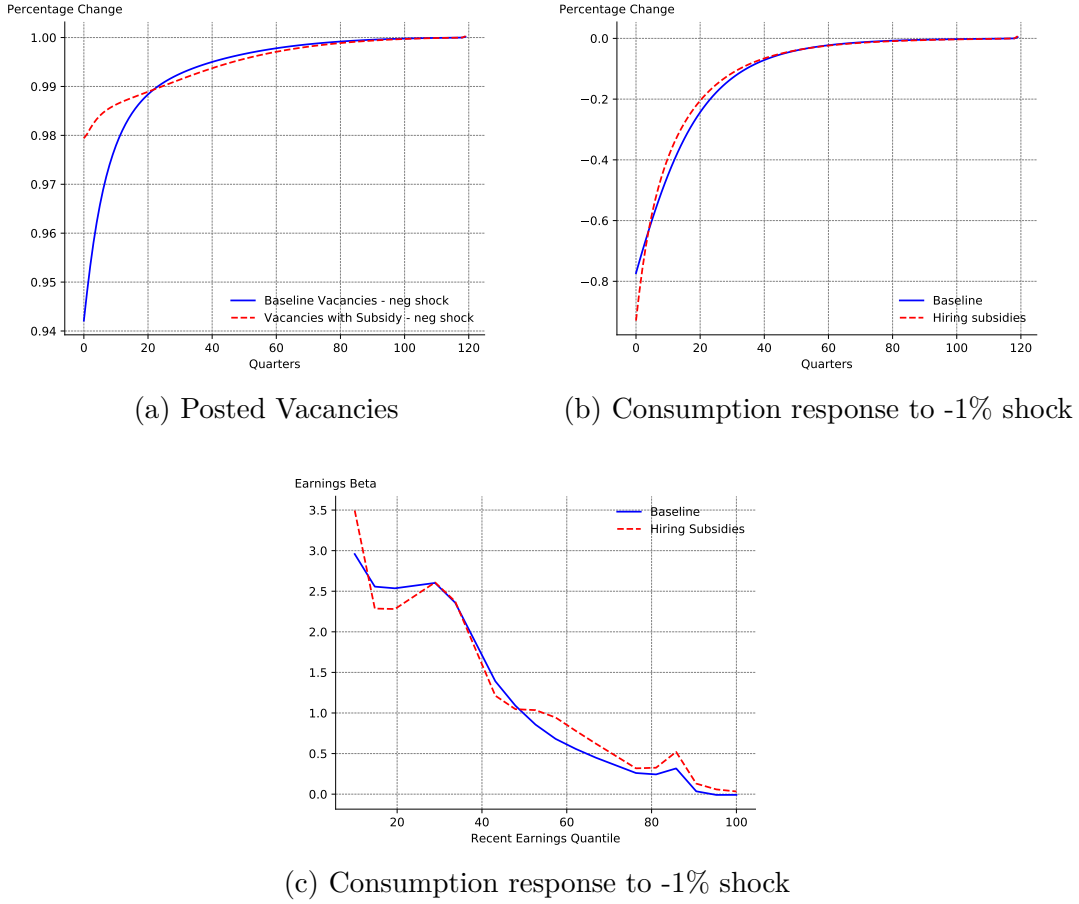 Percentage Change
1.00
0.99
0.98
0.97
0.96
0.95
0.94
Baseline Vacancies - neg shock
Vacancies with Subsidy - neg shock
0 20 40 60 80 100 120
Quarters
(a) Posted Vacancies
Percentage Change
0.0
−0.2
−0.4
−0.6
−0.8
Baseline
Hiring subsidies
0 20 40 60 80 100 120
Quarters
(b) Consumption response to -1% shock
Earnings Beta
3.5
3.0
2.5
2.0
1.5
1.0
0.5
0.0
Baseline
Hiring Subsidies
20 40 60 80 100
Recent Earnings Quantile
(c) Consumption response to -1% shock